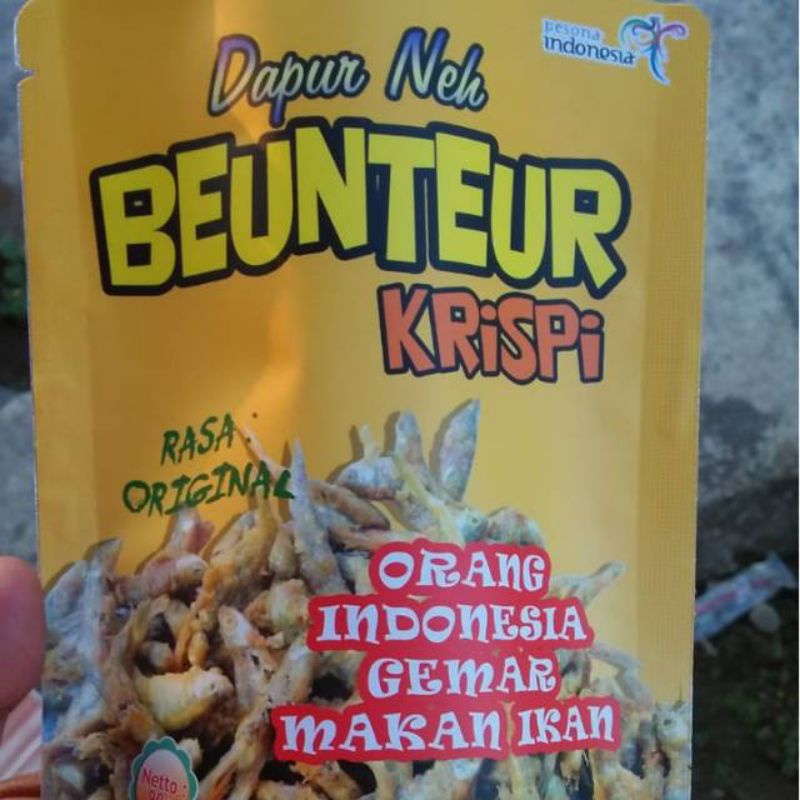 pesona
indonesia
Dapur Neh
BEUNTEUR
KRiSPi
RASA :
ORIGINAL
ORANG
INDONESIA
GEMAR
MAKAN IKAN
Netto :